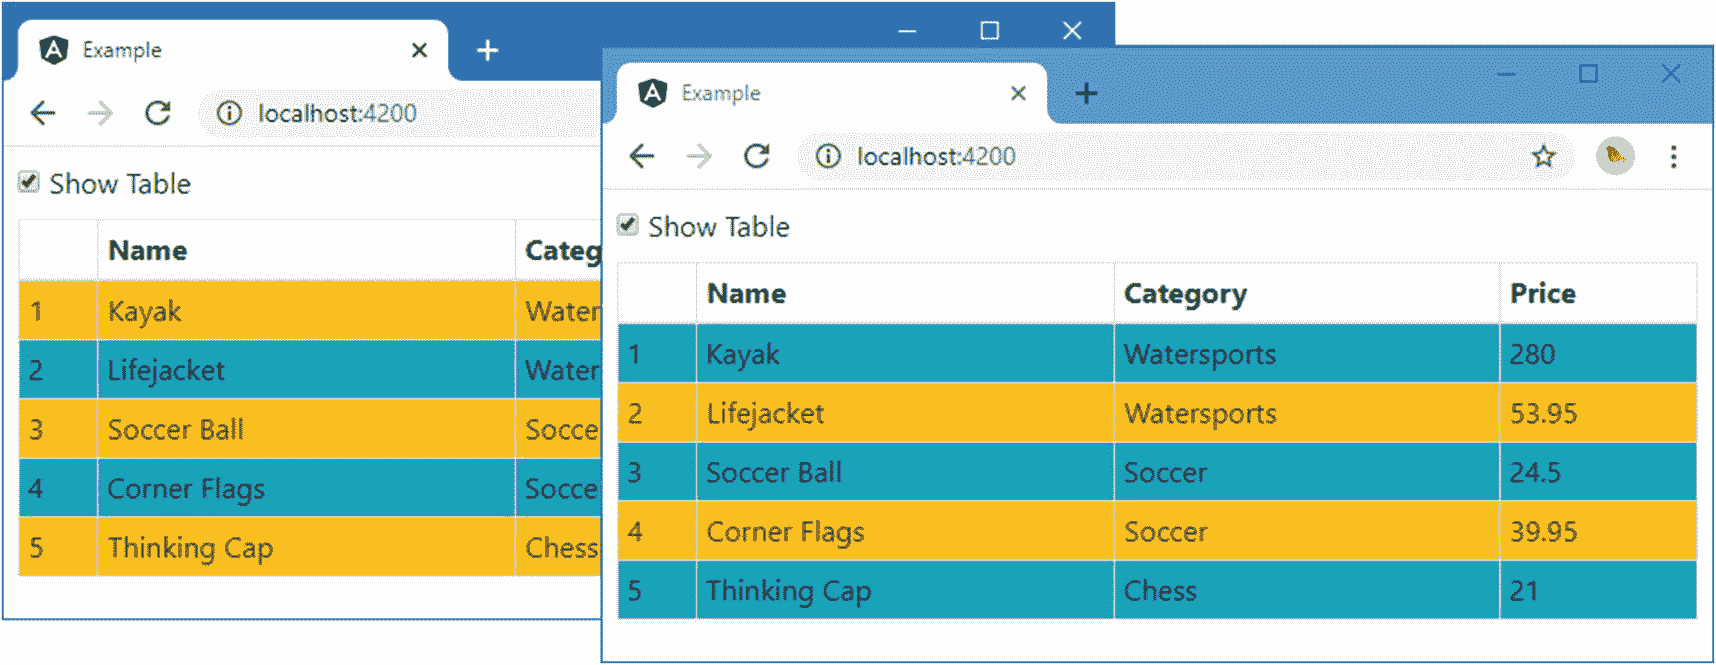 Example
localhost:4200
Show Table
Name Categ
1 Kayak Water
2 Lifejacket Water
3 Soccer Ball Socce
4 Corner Flags Socce
5 Thinking Cap Chess
Example
localhost:4200
Show Table
Name Category Price
1 Kayak Watersports 280
2 Lifejacket Watersports 53.95
3 Soccer Ball Soccer 24.5
4 Corner Flags Soccer 39.95
5 Thinking Cap Chess 21